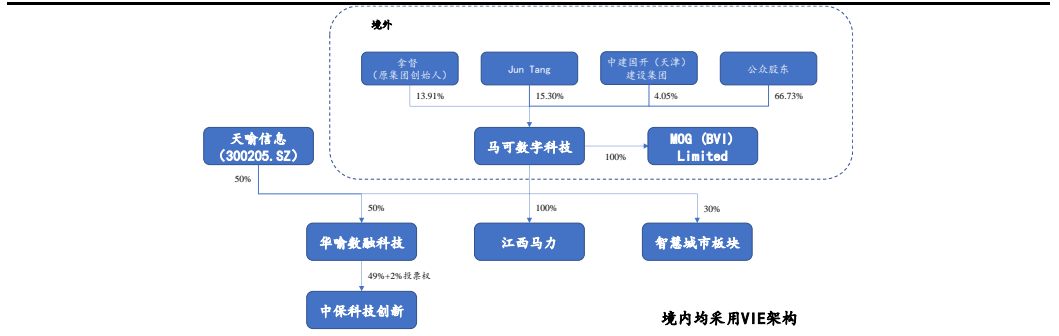 境外
拿督
（原集团创始人）
Jun Tang
中建国开（天津）
建设集团
公众股东
13.91%
15.30%
4.05%
66.73%
天喻信息
（300205.SZ）
马可数字科技
100%
MOG (BVI)
Limited
50%
50%
100%
30%
华喻数融科技
江西马力
智慧城市板块
49%+2%投票权
中保科技创新
境内均采用VIE架构